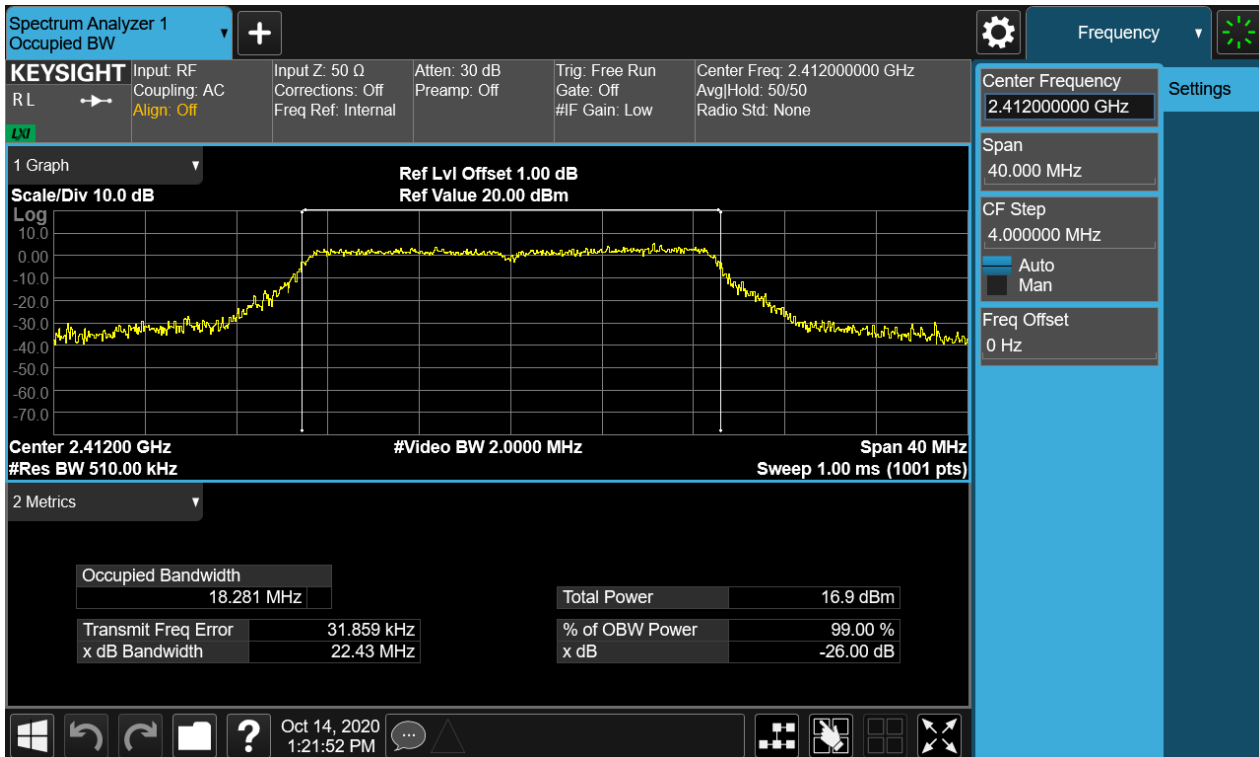 Spectrum Analyzer 1
Occupied BW
+
Frequency
KEYSIGHT
R L
LXI
Input: RF
Coupling: AC
Align: Off
Input Z: 50 Ω
Corrections: Off
Freq Ref: Internal
Atten: 30 dB
Preamp: Off
Trig: Free Run
Gate: Off
#IF Gain: Low
Center Freq: 2.412000000 GHz
Avg|Hold: 50/50
Radio Std: None
Center Frequency
2.412000000 GHz
Settings
Span
40.000 MHz
CF Step
4.000000 MHz
Auto
Man
Freq Offset
0 Hz
1 Graph
Scale/Div 10.0 dB
Ref Lvl Offset 1.00 dB
Ref Value 20.00 dBm
Log
10.0
0.00
-10.0
-20.0
-30.0
-40.0
-50.0
-60.0
-70.0
Center 2.41200 GHz
#Video BW 2.0000 MHz
Span 40 MHz
#Res BW 510.00 kHz
Sweep 1.00 ms (1001 pts)
2 Metrics
Occupied Bandwidth
18.281 MHz
Total Power 16.9 dBm
Transmit Freq Error 31.859 kHz
% of OBW Power 99.00 %
x dB Bandwidth 22.43 MHz
x dB -26.00 dB
?
Oct 14, 2020
1:21:52 PM